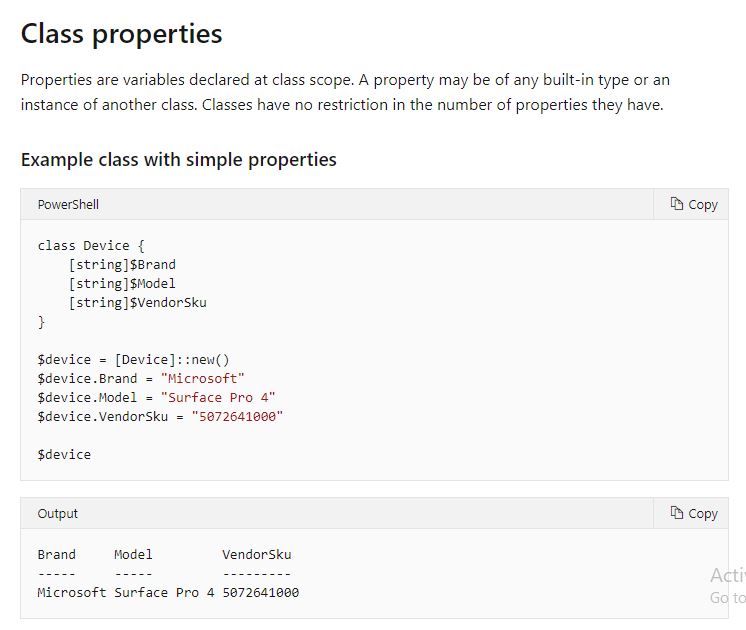 Class properties
Properties are variables declared at class scope. A property may be of any built-in type or an
instance of another class. Classes have no restriction in the number of properties they have.
Example class with simple properties
PowerShell
Copy
class Device {
    [string]$Brand
    [string]$Model
    [string]$VendorSku
}
$device = [Device]::new()
$device.Brand = "Microsoft"
$device.Model = "Surface Pro 4"
$device.VendorSku = "5072641000"
$device
Output
Copy
Brand     Model         VendorSku
-----     -----         ---------
Microsoft Surface Pro 4 5072641000
Acti
Go to